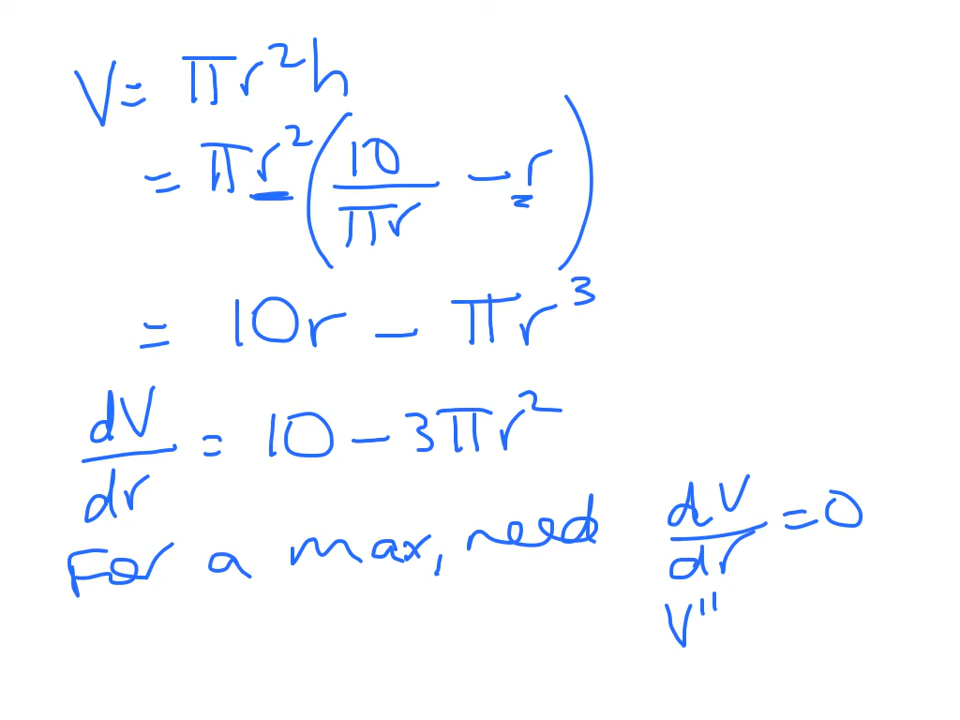 V = πr²h
= πr²(10/πr - r)
= 10r - πr³
dV/dr = 10 - 3πr²
For a max, need dV/dr = 0
V''